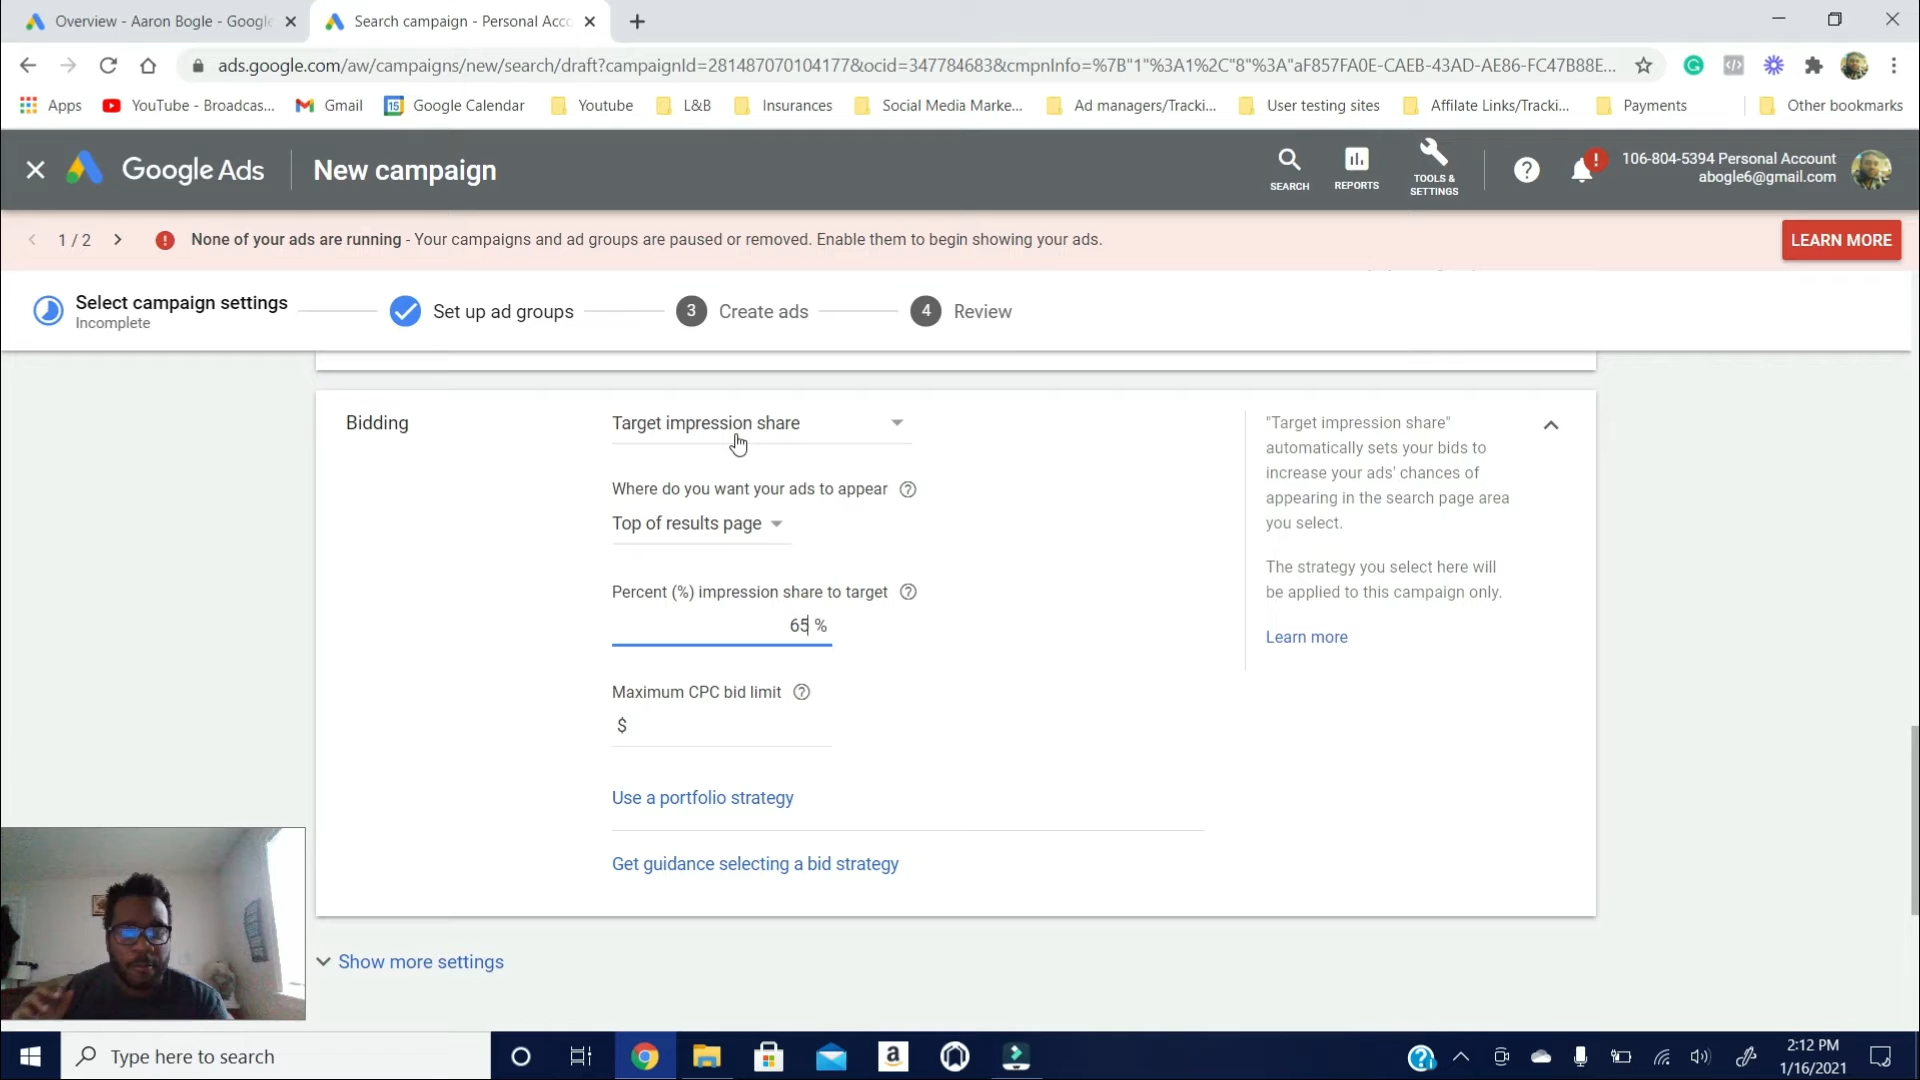 Overview - Aaron Bogle - Google
Search campaign - Personal Acc
ads.google.com/aw/campaigns/new/search/draft?campaignId=281487070104177&ocid=347784683&cmpnInfo=%7B"1"%3A1%2C"8"%3A"aF857FA0E-CAEB-43AD-AE86-FC47B88E...
Apps
YouTube - Broadcas...
Gmail
15
Google Calendar
Youtube
L&B
Insurances
Social Media Marke...
Ad managers/Tracki...
User testing sites
Affilate Links/Tracki...
Payments
Other bookmarks
Google Ads
New campaign
SEARCH
REPORTS
TOOLS &
SETTINGS
106-804-5394 Personal Account
abogle6@gmail.com
1 / 2
None of your ads are running - Your campaigns and ad groups are paused or removed. Enable them to begin showing your ads.
LEARN MORE
Select campaign settings
Incomplete
Set up ad groups
3 Create ads
4 Review
Bidding
Target impression share
Where do you want your ads to appear
Top of results page
Percent (%) impression share to target
65 %
Maximum CPC bid limit
$
Use a portfolio strategy
Get guidance selecting a bid strategy
"Target impression share"
automatically sets your bids to
increase your ads' chances of
appearing in the search page area
you select.
The strategy you select here will
be applied to this campaign only.
Learn more
Show more settings
Type here to search
2:12 PM
1/16/2021